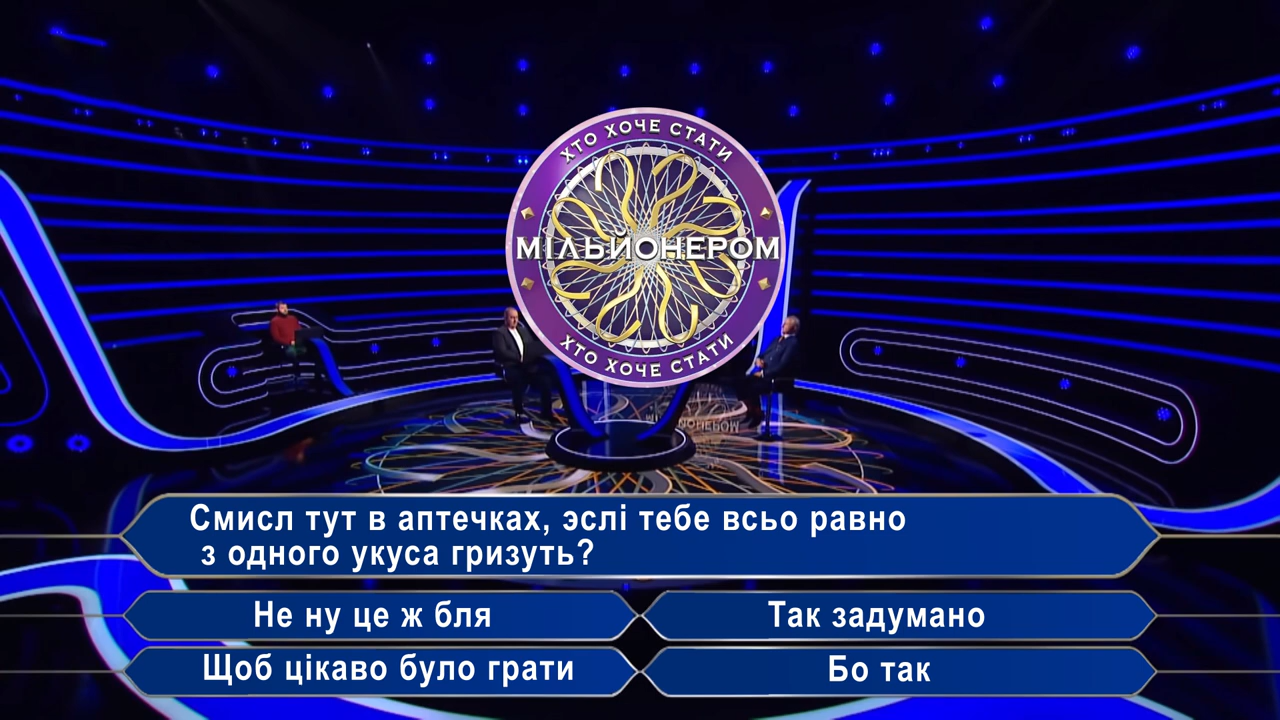 ХТО ХОЧЕ СТАТИ
МІЛЬЙОНЕРОМ
ХТО ХОЧЕ СТАТИ
Смисл тут в аптечках, эслі тебе всьо равно
з одного укуса гризуть?
Не ну це ж бля
Так задумано
Щоб цікаво було грати
Бо так